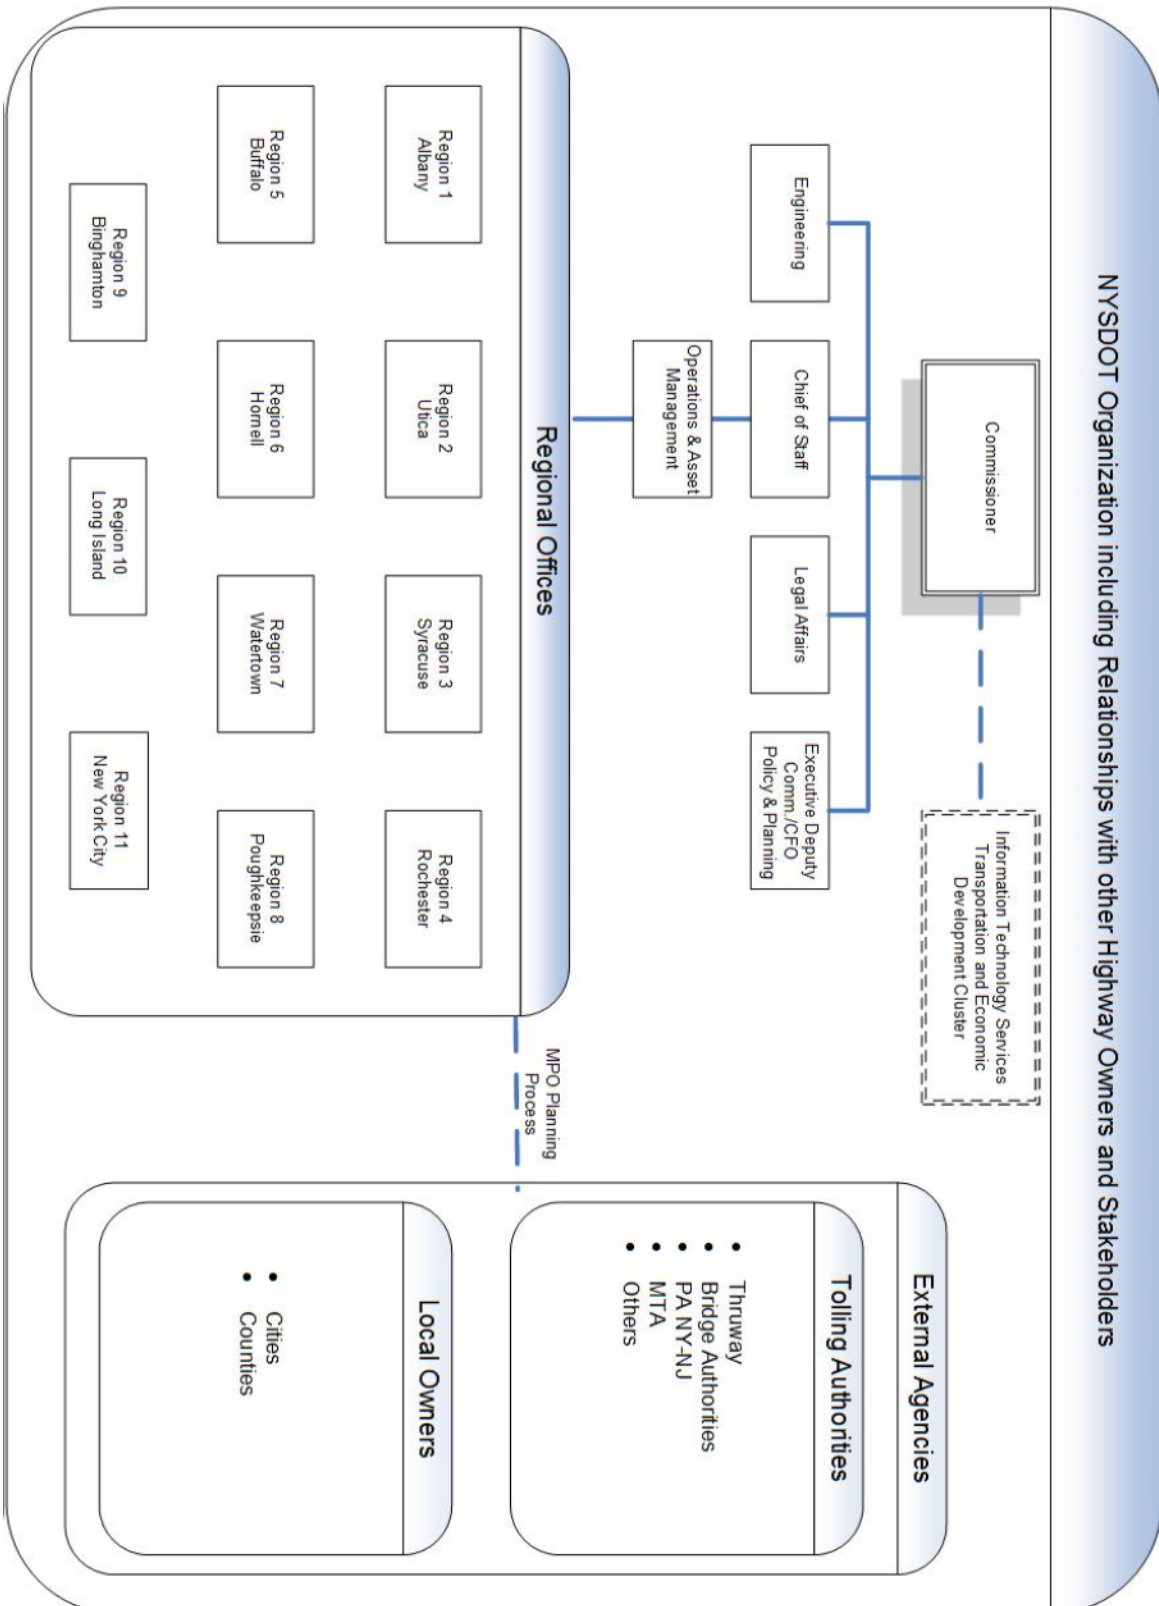 NYSDOT Organization including Relationships with other Highway Owners and Stakeholders
Commissioner
Information Technology Services
Transportation and Economic
Development Cluster
Engineering
Chief of Staff
Legal Affairs
Executive Deputy
Comm./CFO
Policy & Planning
Operations & Asset
Management
Regional Offices
Region 1
Albany
Region 2
Utica
Region 3
Syracuse
Region 4
Rochester
Region 5
Buffalo
Region 6
Hornell
Region 7
Watertown
Region 8
Poughkeepsie
Region 9
Binghamton
Region 10
Long Island
Region 11
New York City
MPO Planning
Process
External Agencies
Tolling Authorities
• Thruway
• Bridge Authorities
• PA NY-NJ
• MTA
• Others
Local Owners
• Cities
• Counties